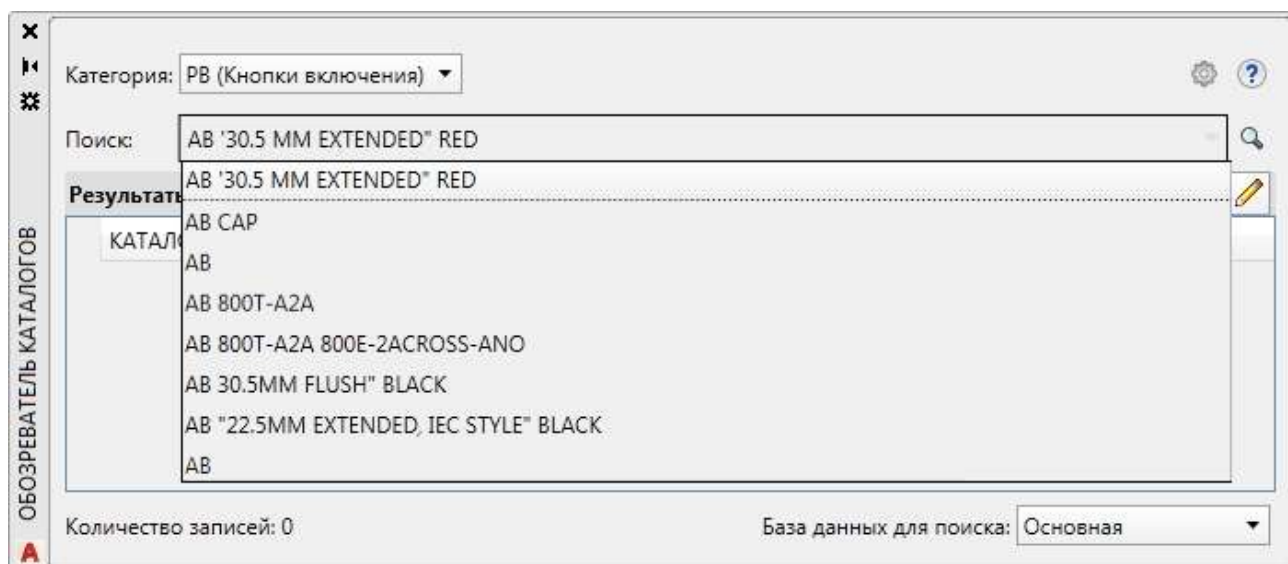 Категория: PB (Кнопки включения)
Поиск: AB '30.5 MM EXTENDED" RED
AB '30.5 MM EXTENDED" RED
Результаты
AB CAP
КАТАЛО
AB
AB 800T-A2A
AB 800T-A2A 800E-2ACROSS-ANO
AB 30.5MM FLUSH" BLACK
AB "22.5MM EXTENDED, IEC STYLE" BLACK
AB
Количество записей: 0 База данных для поиска: Основная
ОБОЗРЕВАТЕЛЬ КАТАЛОГОВ